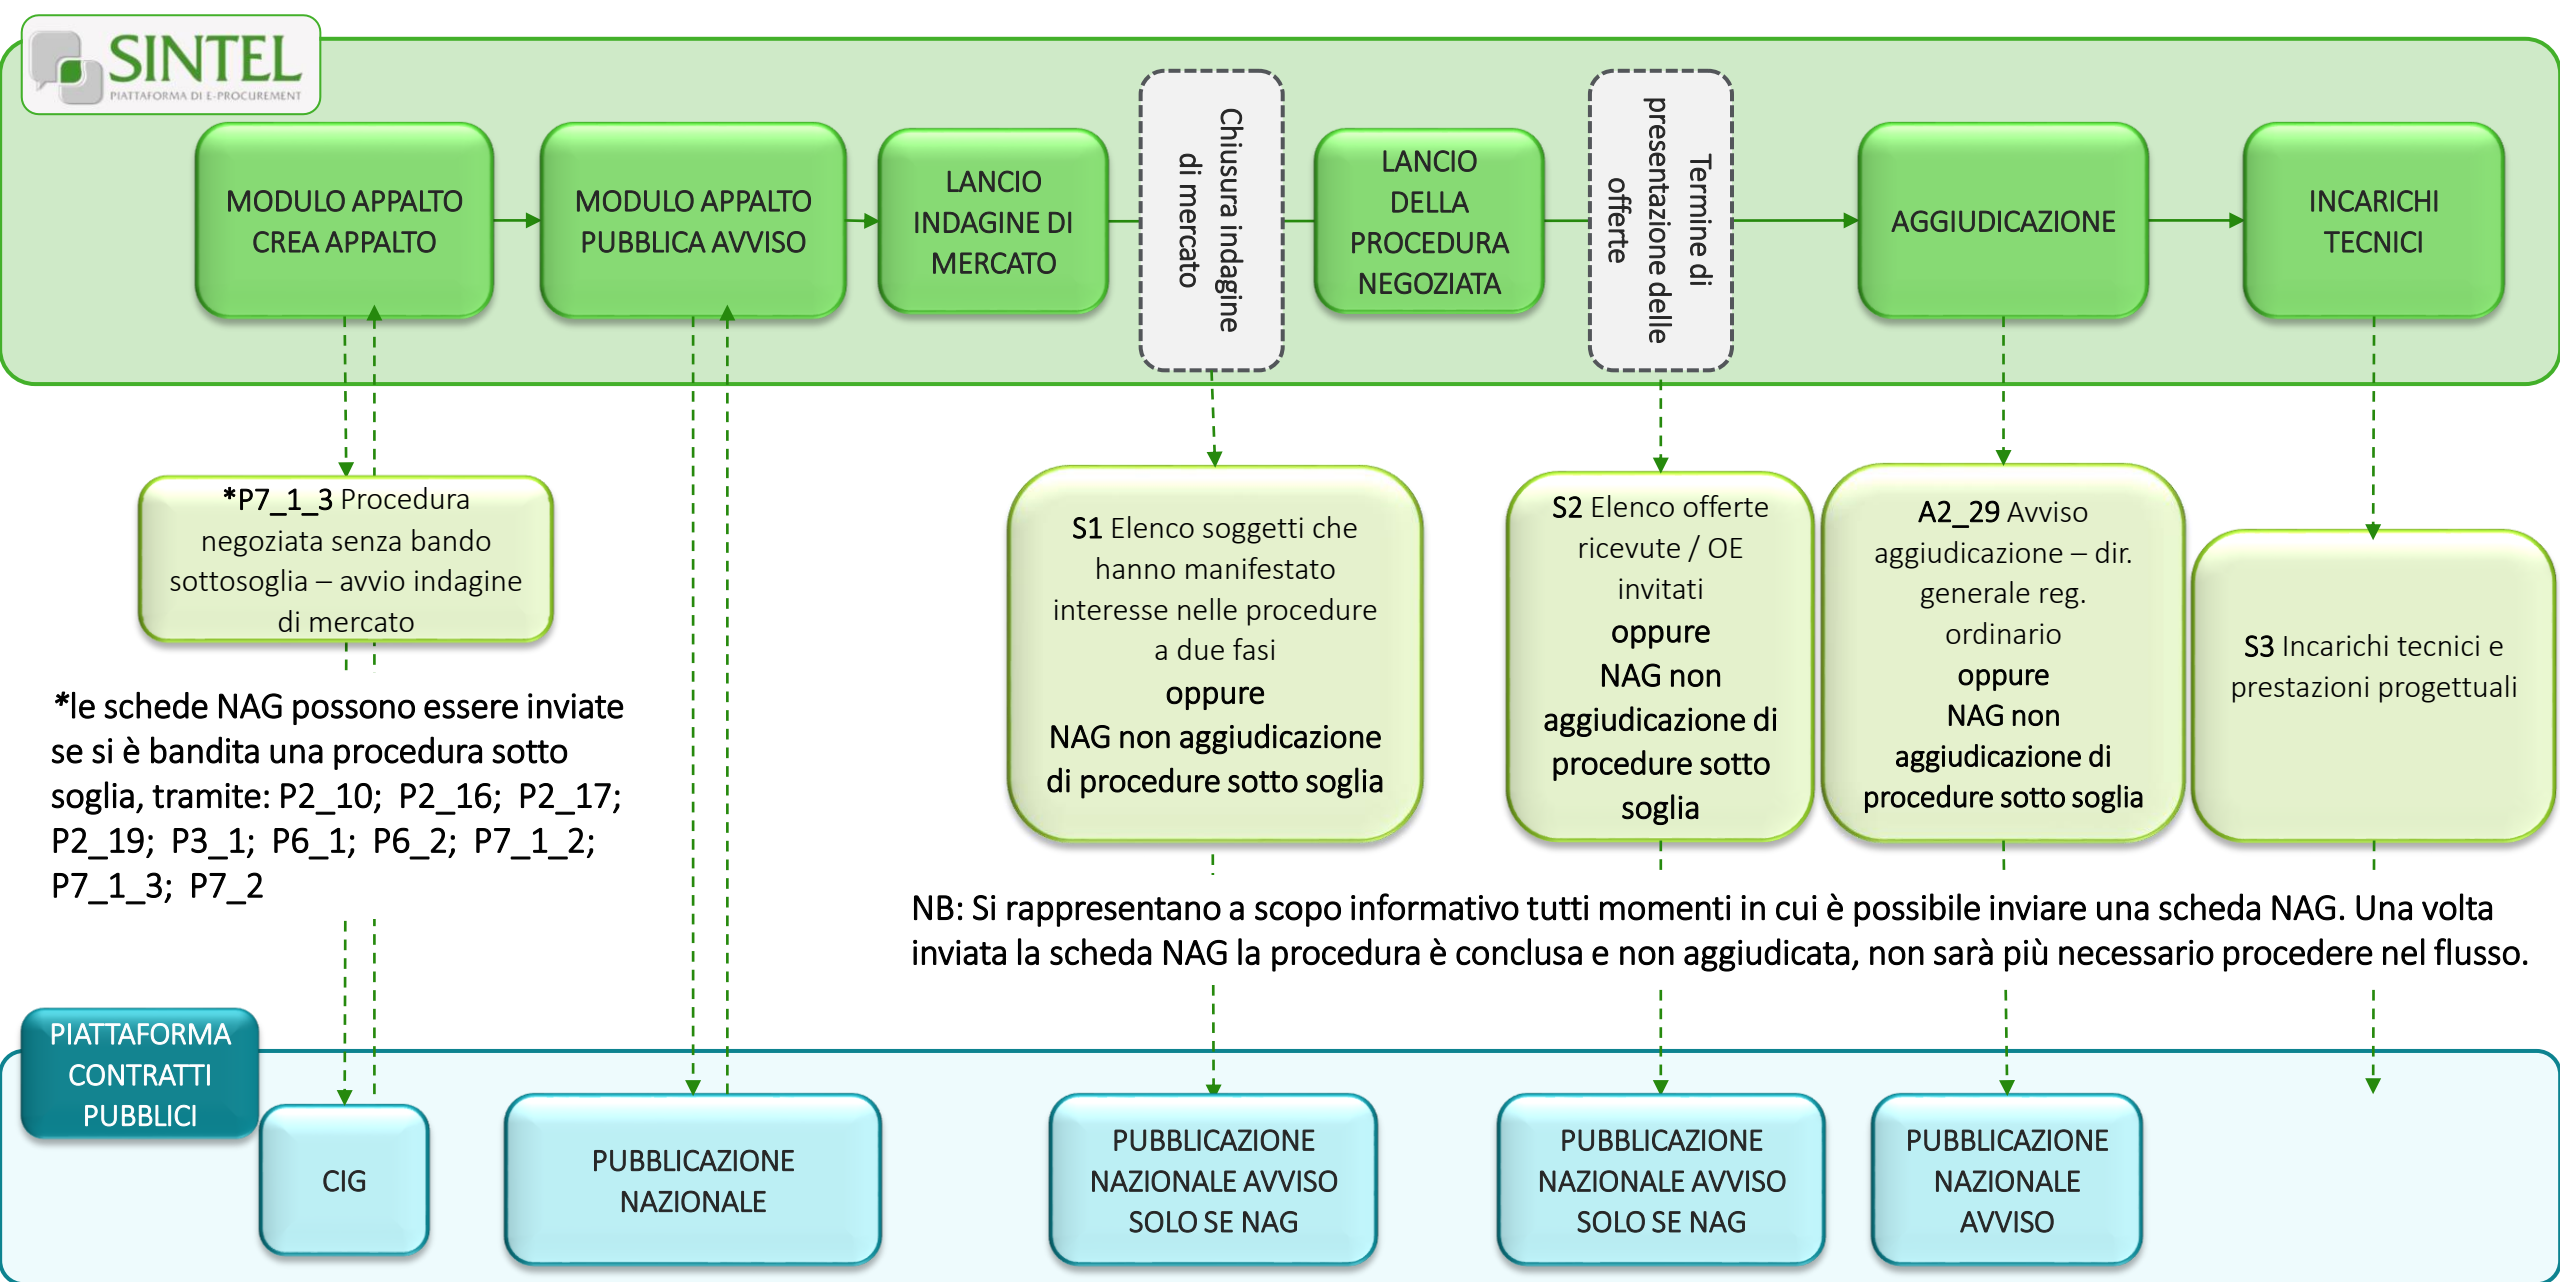 SINTEL
PIATTAFORMA DI E-PROCUREMENT
MODULO APPALTO
CREA APPALTO
MODULO APPALTO
PUBBLICA AVVISO
LANCIO
INDAGINE DI
MERCATO
Chiusura indagine
di mercato
LANCIO
DELLA
PROCEDURA
NEGOZIATA
Termine di
presentazione delle
offerte
AGGIUDICAZIONE
INCARICHI
TECNICI
*P7_1_3 Procedura
negoziata senza bando
sottosoglia – avvio indagine
di mercato
S1 Elenco soggetti che
hanno manifestato
interesse nelle procedure
a due fasi
oppure
NAG non aggiudicazione
di procedure sotto soglia
S2 Elenco offerte
ricevute / OE
invitati
oppure
NAG non
aggiudicazione di
procedure sotto
soglia
A2_29 Avviso
aggiudicazione – dir.
generale reg.
ordinario
oppure
NAG non
aggiudicazione di
procedure sotto soglia
S3 Incarichi tecnici e
prestazioni progettuali
*le schede NAG possono essere inviate
se si è bandita una procedura sotto
soglia, tramite: P2_10; P2_16; P2_17;
P2_19; P3_1; P6_1; P6_2; P7_1_2;
P7_1_3; P7_2
NB: Si rappresentano a scopo informativo tutti momenti in cui è possibile inviare una scheda NAG. Una volta
inviata la scheda NAG la procedura è conclusa e non aggiudicata, non sarà più necessario procedere nel flusso.
PIATTAFORMA
CONTRATTI
PUBBLICI
CIG
PUBBLICAZIONE
NAZIONALE
PUBBLICAZIONE
NAZIONALE AVVISO
SOLO SE NAG
PUBBLICAZIONE
NAZIONALE AVVISO
SOLO SE NAG
PUBBLICAZIONE
NAZIONALE
AVVISO